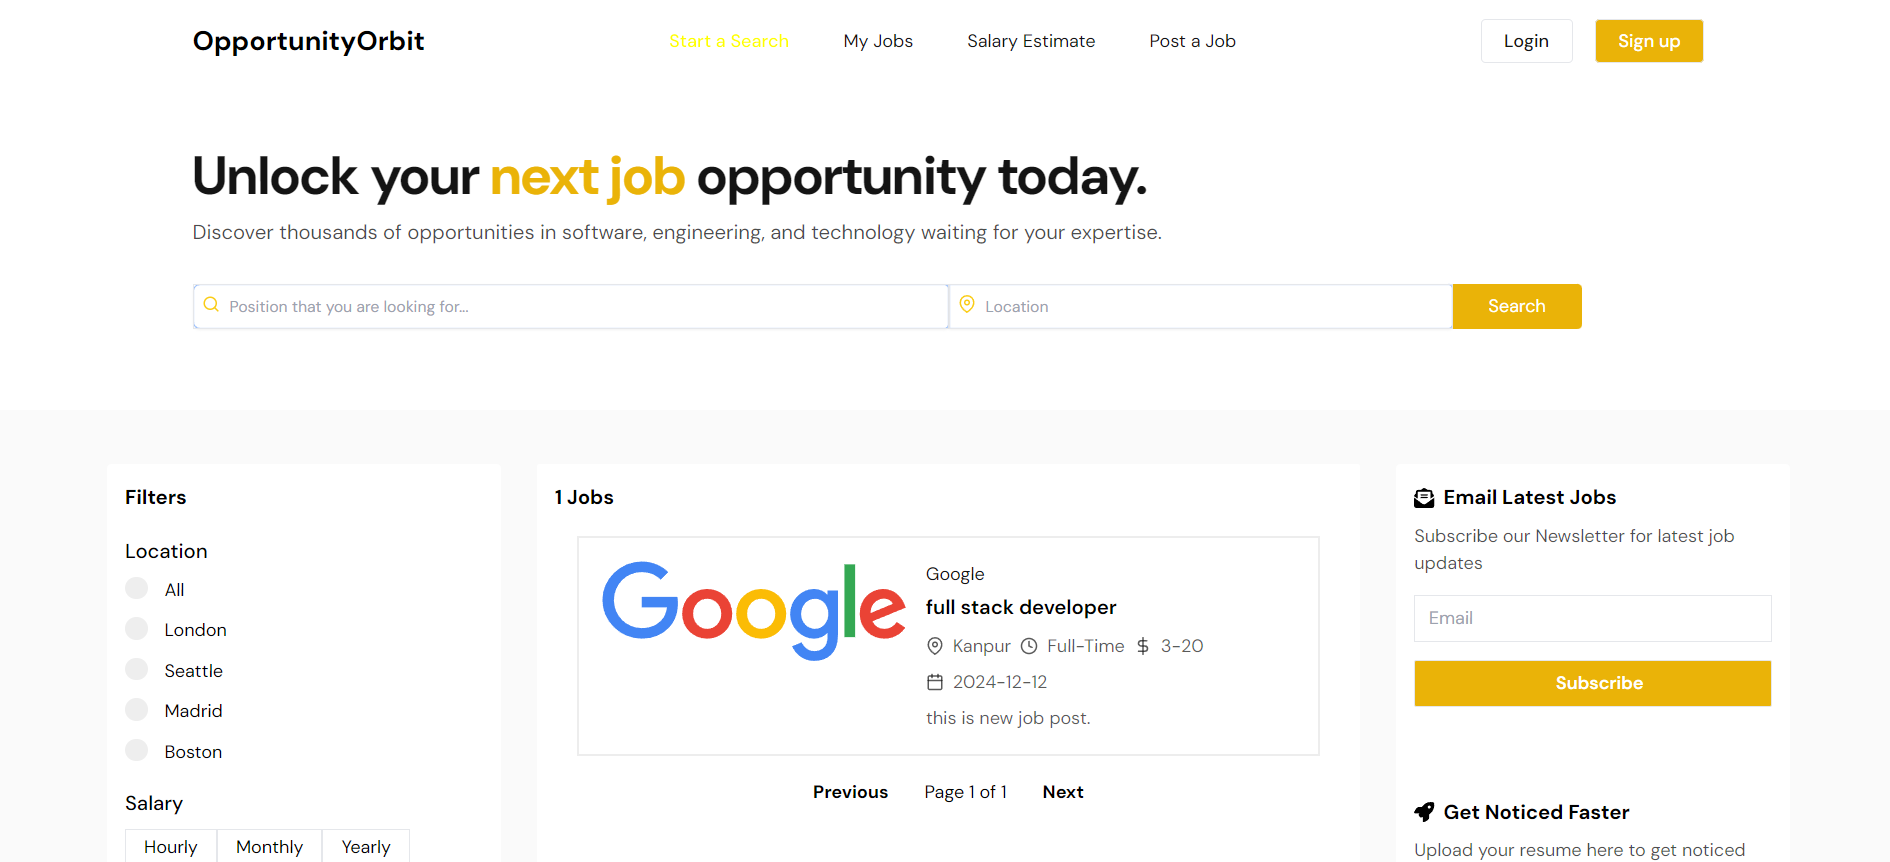 OpportunityOrbit
Start a Search
My Jobs
Salary Estimate
Post a Job
Login
Sign up
Unlock your next job opportunity today.
Discover thousands of opportunities in software, engineering, and technology waiting for your expertise.
Position that you are looking for...
Location
Search
Filters
Location
All
London
Seattle
Madrid
Boston
Salary
Hourly
Monthly
Yearly
1 Jobs
Google
Google
full stack developer
Kanpur Full-Time $ 3-20
2024-12-12
this is new job post.
Previous
Page 1 of 1
Next
Email Latest Jobs
Subscribe our Newsletter for latest job
updates
Email
Subscribe
Get Noticed Faster
Upload your resume here to get noticed